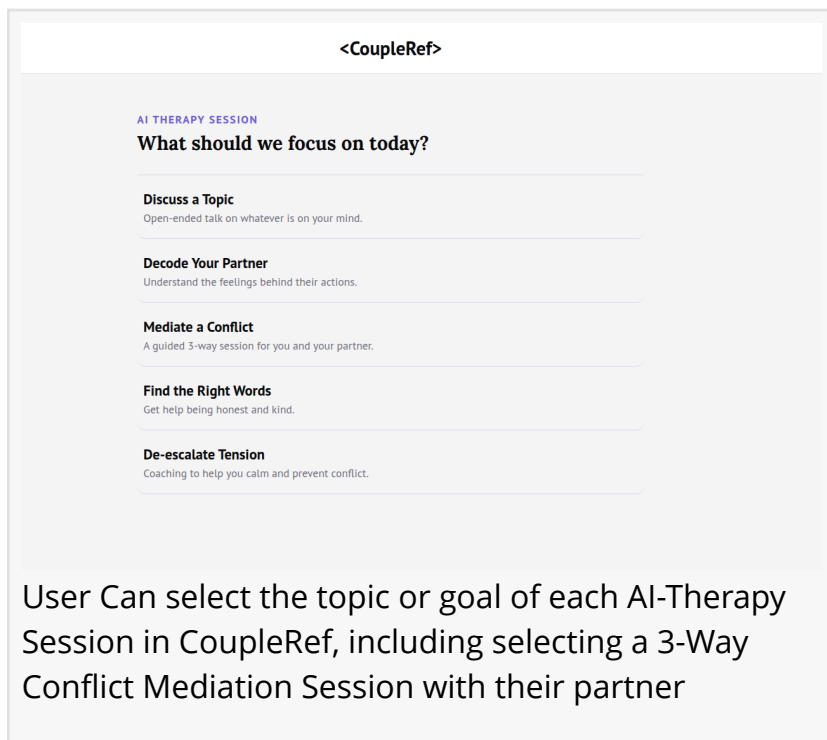 <CoupleRef>
AI THERAPY SESSION
What should we focus on today?
Discuss a Topic
Open-ended talk on whatever is on your mind.
Decode Your Partner
Understand the feelings behind their actions.
Mediate a Conflict
A guided 3-way session for you and your partner.
Find the Right Words
Get help being honest and kind.
De-escalate Tension
Coaching to help you calm and prevent conflict.
User Can select the topic or goal of each AI-Therapy
Session in CoupleRef, including selecting a 3-Way
Conflict Mediation Session with their partner